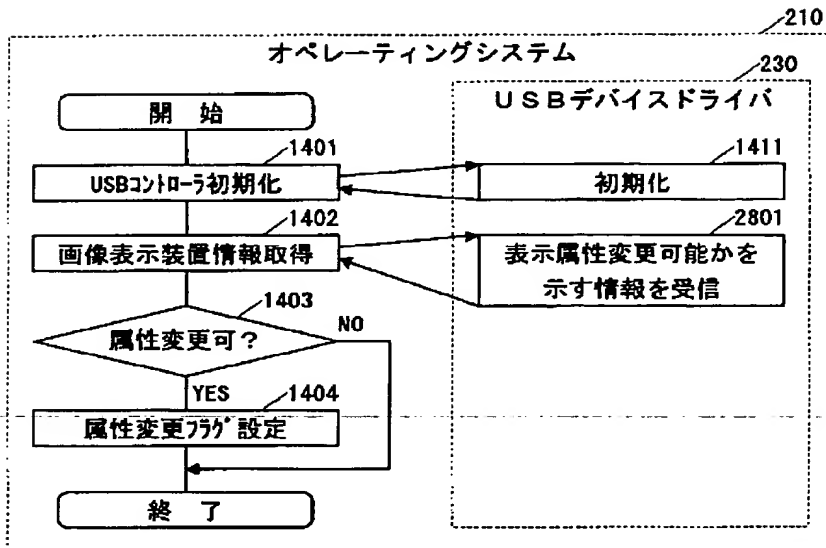 210
オペレーティングシステム
230
USBデバイスドライバ
開 始
1401
USBｺﾝﾄﾛｰﾗ初期化
1411
初期化
1402
画像表示装置情報取得
2801
表示属性変更可能かを
示す情報を受信
1403
属性変更可?
NO
YES
1404
属性変更ﾌﾗｸﾞ設定
終 了